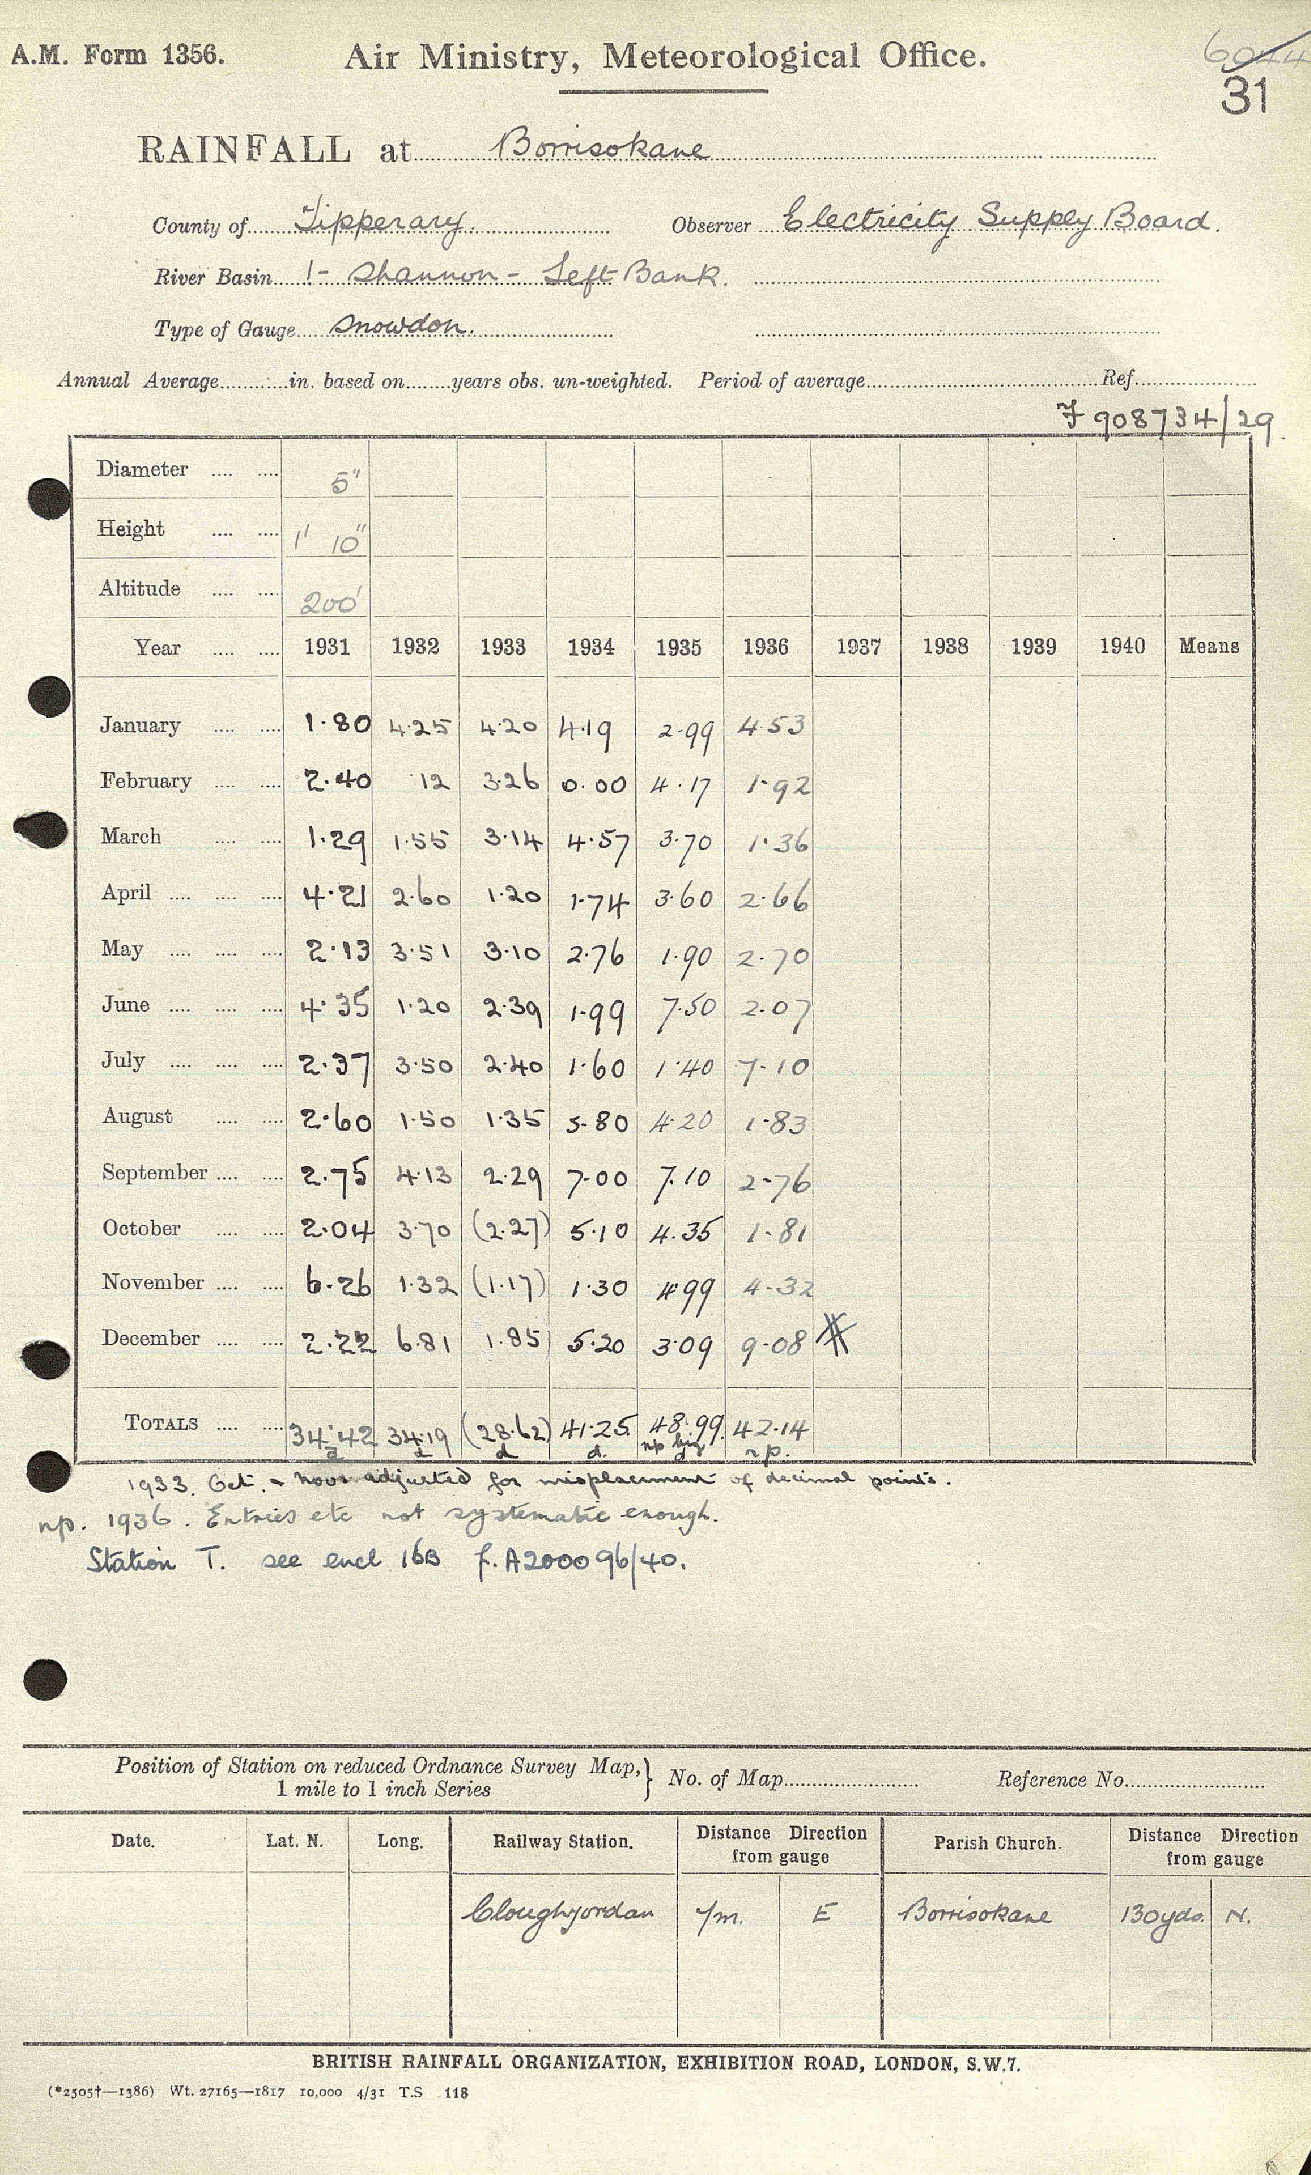 A.M. Form 1356. Air Ministry, Meteorological Office. 6044
31
RAINFALL at Borrisokane
County of Tipperary. Observer Electricity Supply Board.
River Basin 1- Shannon - Left Bank.
Type of Gauge Snowdon.
Annual Average in. based on years obs. un-weighted. Period of average Ref.
F 908734/29
Diameter 5"
Height 1' 10"
Altitude 200'
Year 1931 1932 1933 1934 1935 1936 1937 1938 1939 1940 Means
January 1.80 4.25 4.20 4.19 2.99 4.53
February 2.40 12 3.26 0.00 4.17 1.92
March 1.29 1.55 3.14 4.57 3.70 1.36
April 4.21 2.60 1.20 1.74 3.60 2.66
May 2.13 3.51 3.10 2.76 1.90 2.70
June 4.35 1.20 2.39 1.99 7.50 2.07
July 2.37 3.50 2.40 1.60 1.40 7.10
August 2.60 1.50 1.35 5.80 4.20 1.83
September 2.75 4.13 2.29 7.00 7.10 2.76
October 2.04 3.70 (2.27) 5.10 4.35 1.81
November 6.26 1.32 (1.17) 1.30 4.99 4.32
December 2.22 6.81 1.85 5.20 3.09 9.08
TOTALS 34.42 34.19 (28.62) 41.25 48.99 42.14
d d d d. np n.p.
1933. Oct. - Nov. adjusted for misplacement of decimal points.
np. 1936. Entries etc not systematic enough.
Station T. see encl 16B f. A200096/40.
Position of Station on reduced Ordnance Survey Map, 1 mile to 1 inch Series } No. of Map Reference No.
Date. Lat. N. Long. Railway Station. Distance Direction from gauge Parish Church. Distance Direction from gauge
Cloughjordan 7m. E Borrisokane 130yds. N.
BRITISH RAINFALL ORGANIZATION, EXHIBITION ROAD, LONDON, S.W.7.
(*2505†—1386) Wt. 27165—1817 10,000 4/31 T.S 118